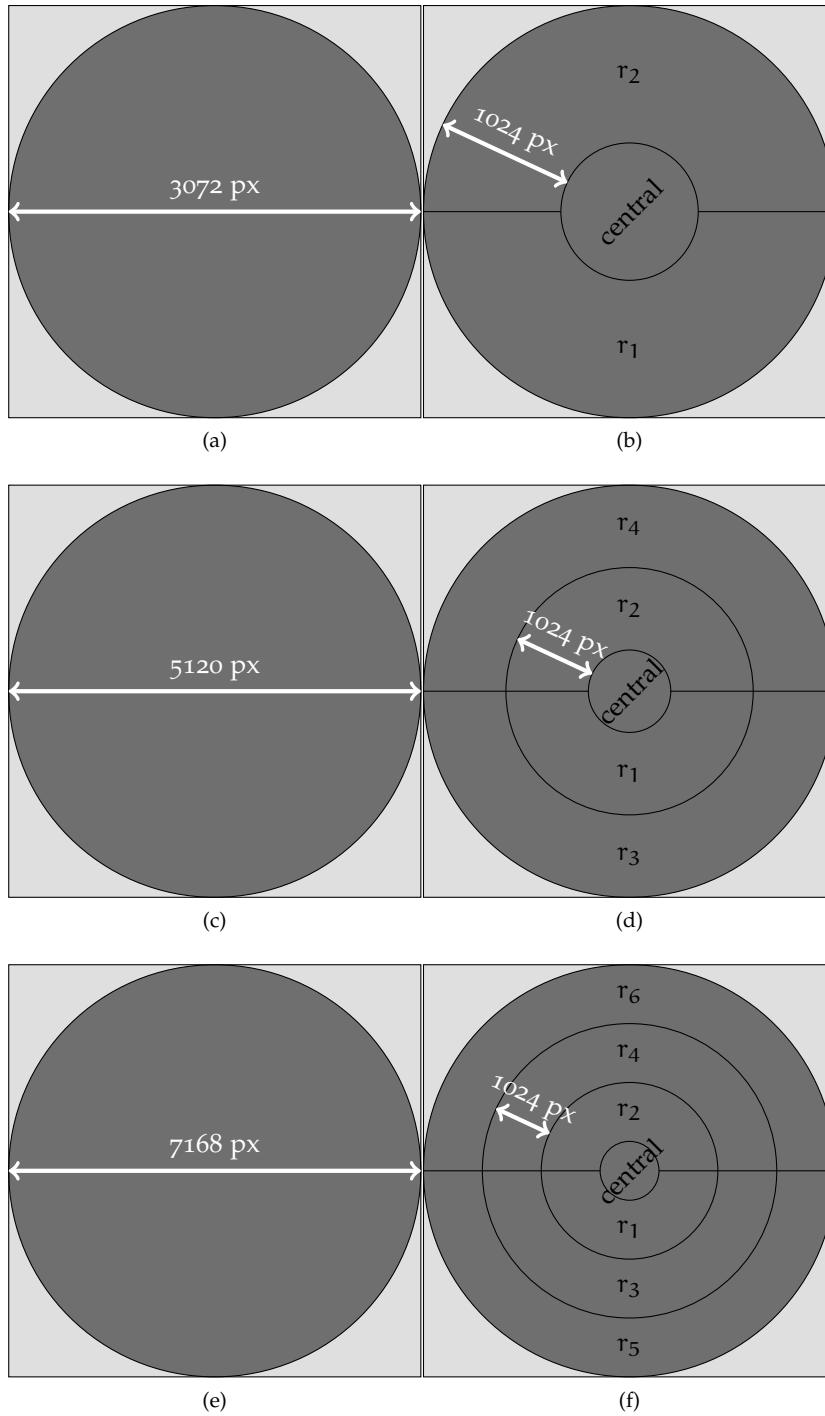 r2
1024 px
3072 px
central
r1
(a)
(b)
r4
r2
1024 px
5120 px
central
r1
r3
(c)
(d)
r6
r4
1024 px
r2
7168 px
central
r1
r3
r5
(e)
(f)